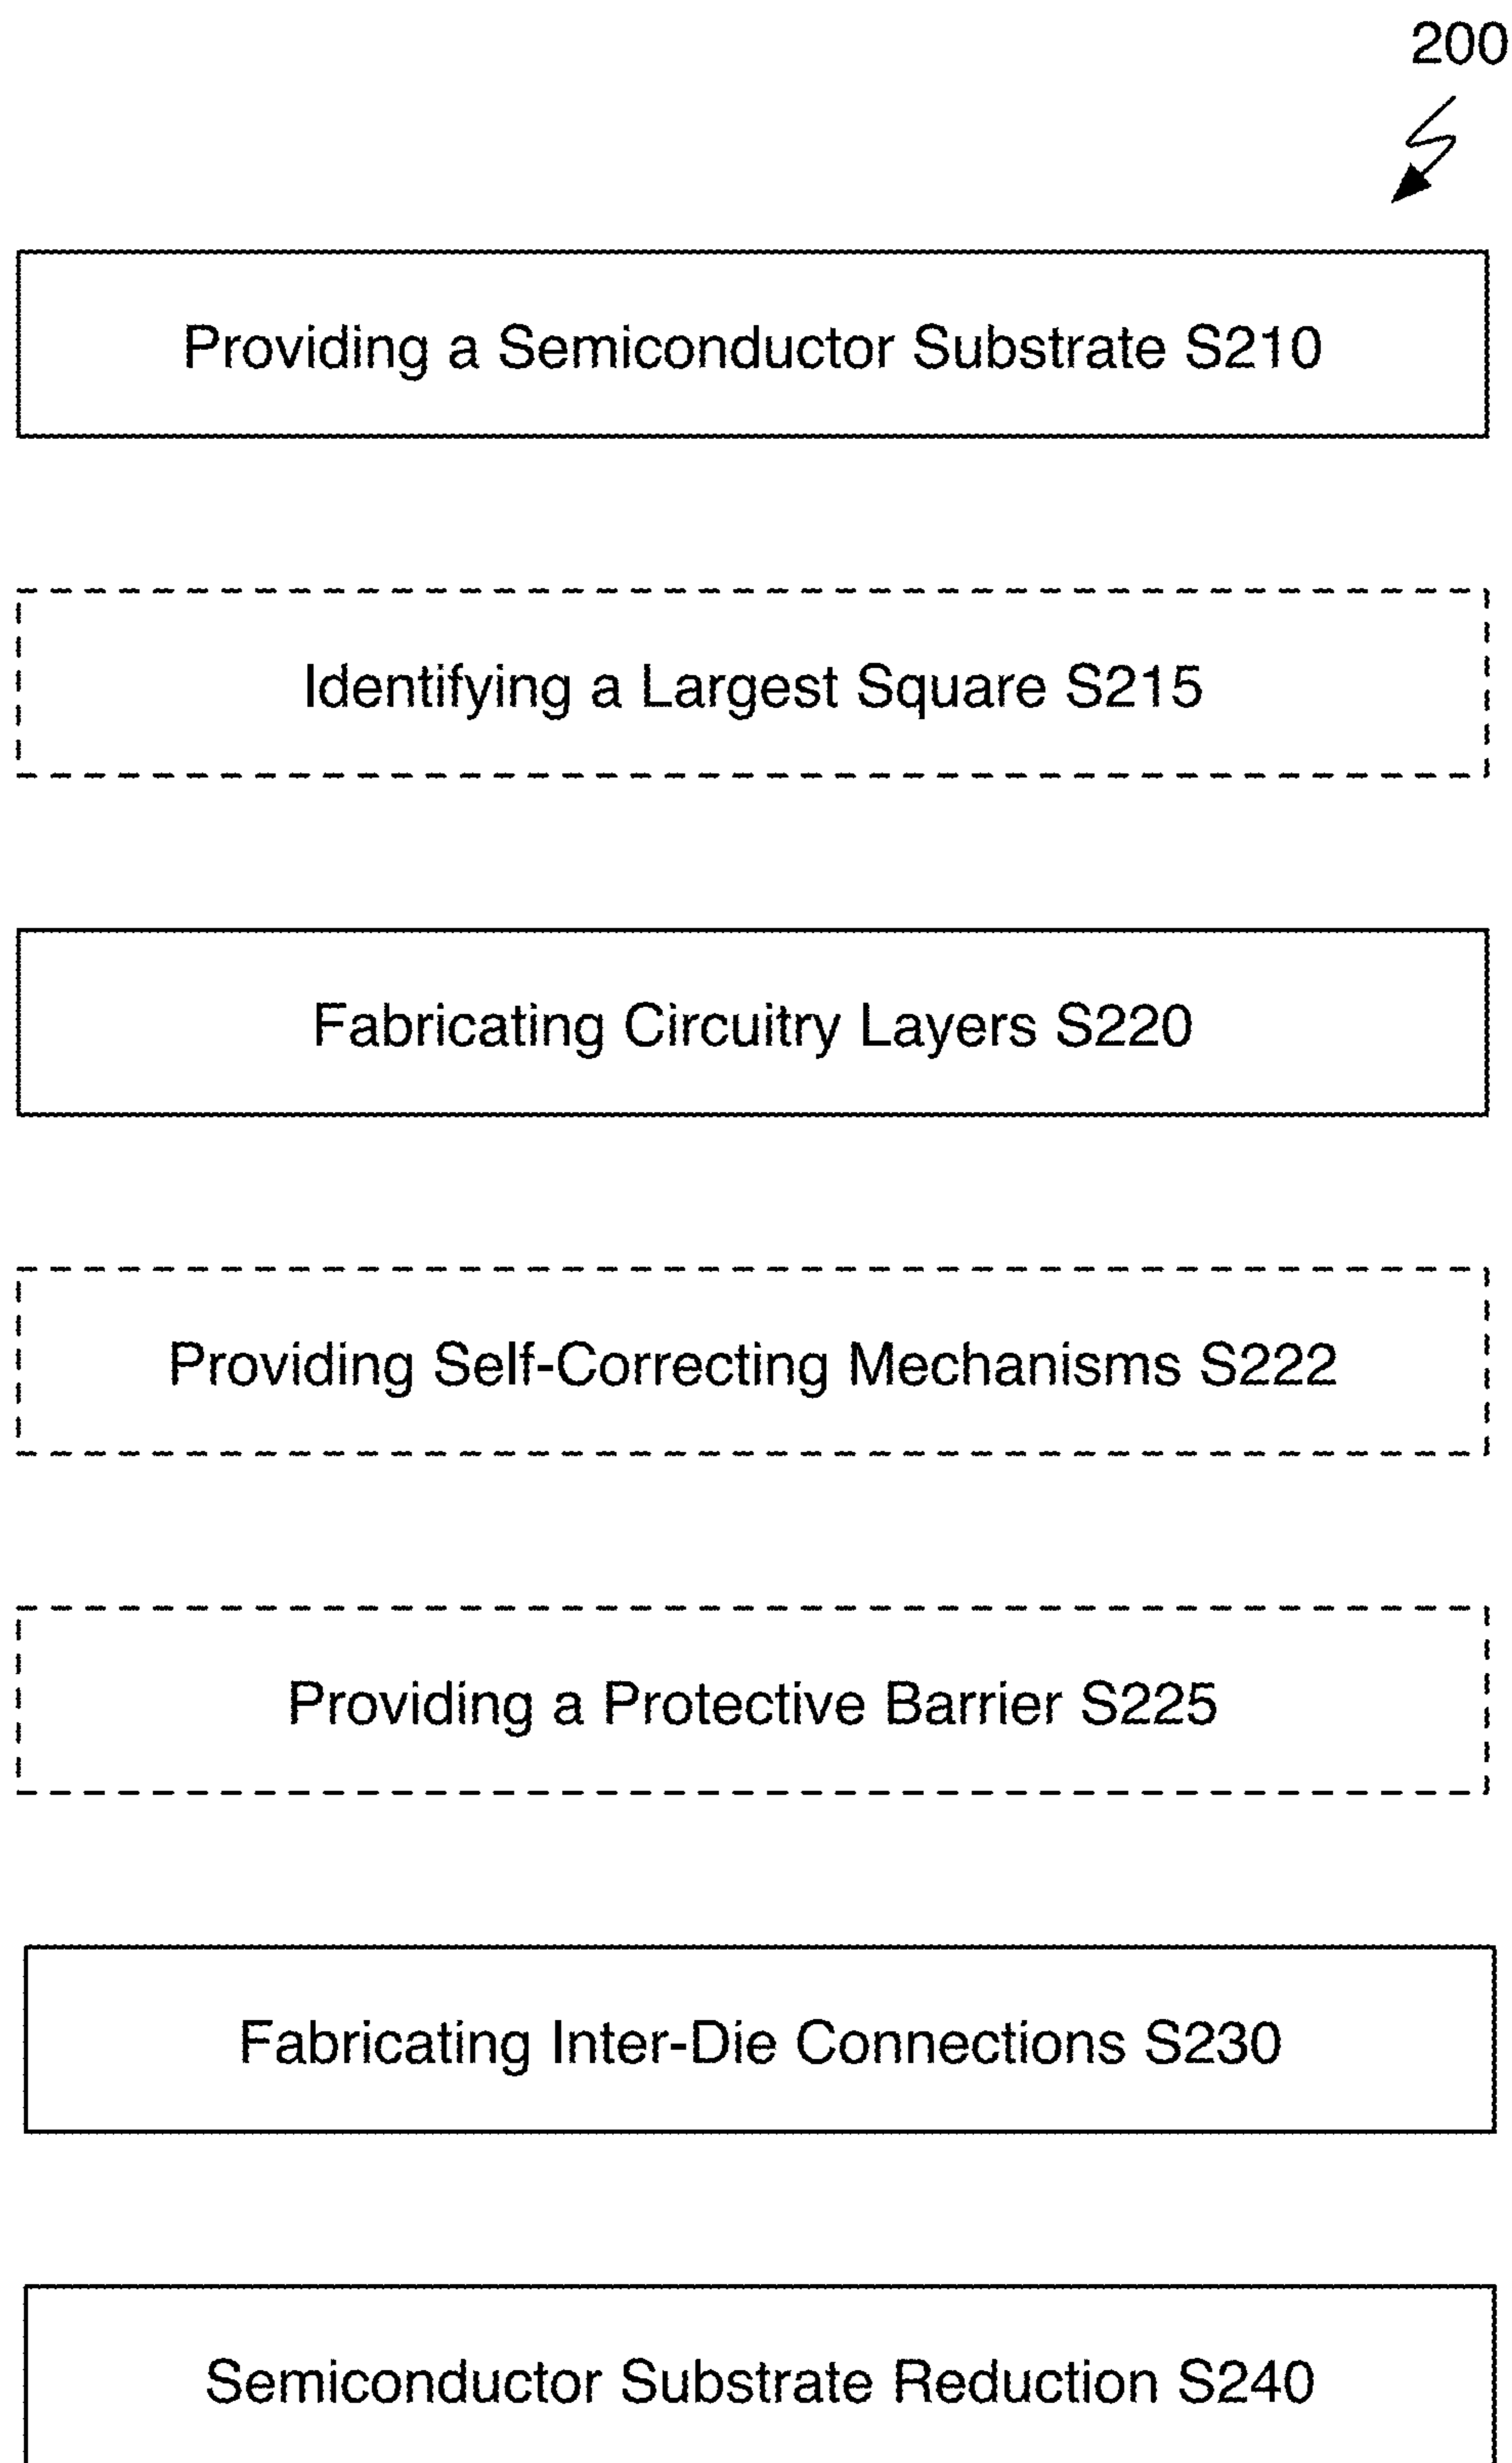 200
Providing a Semiconductor Substrate S210
Identifying a Largest Square S215
Fabricating Circuitry Layers S220
Providing Self-Correcting Mechanisms S222
Providing a Protective Barrier S225
Fabricating Inter-Die Connections S230
Semiconductor Substrate Reduction S240